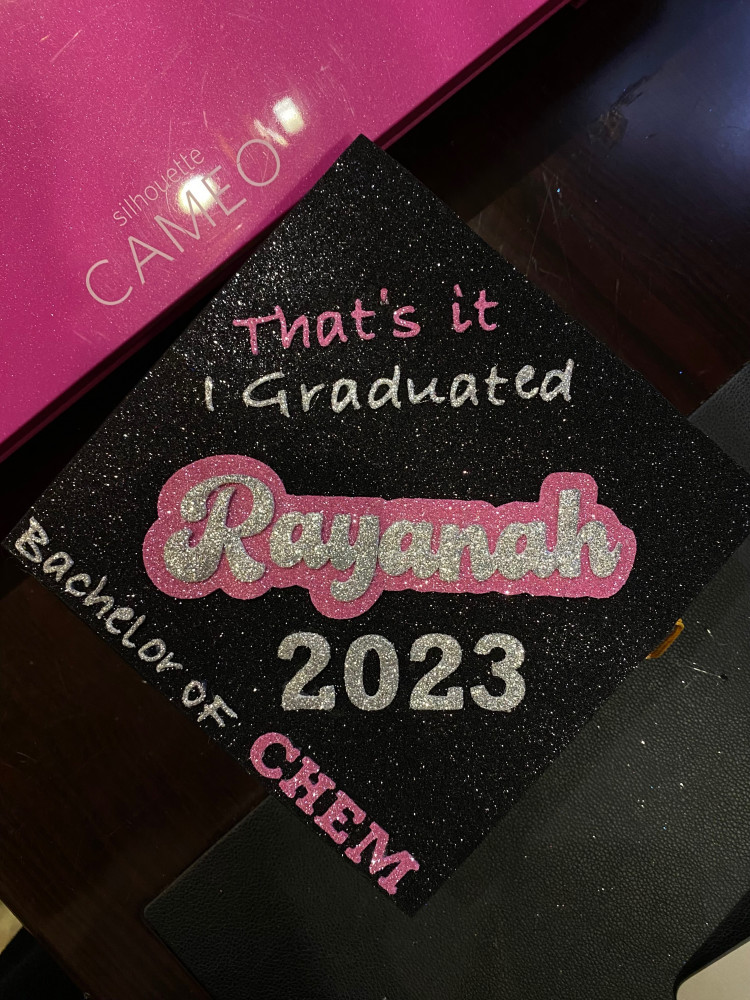 silhouette
CAMEO
That's it
I Graduated
Rayanah
2023
Bachelor of
CHEM